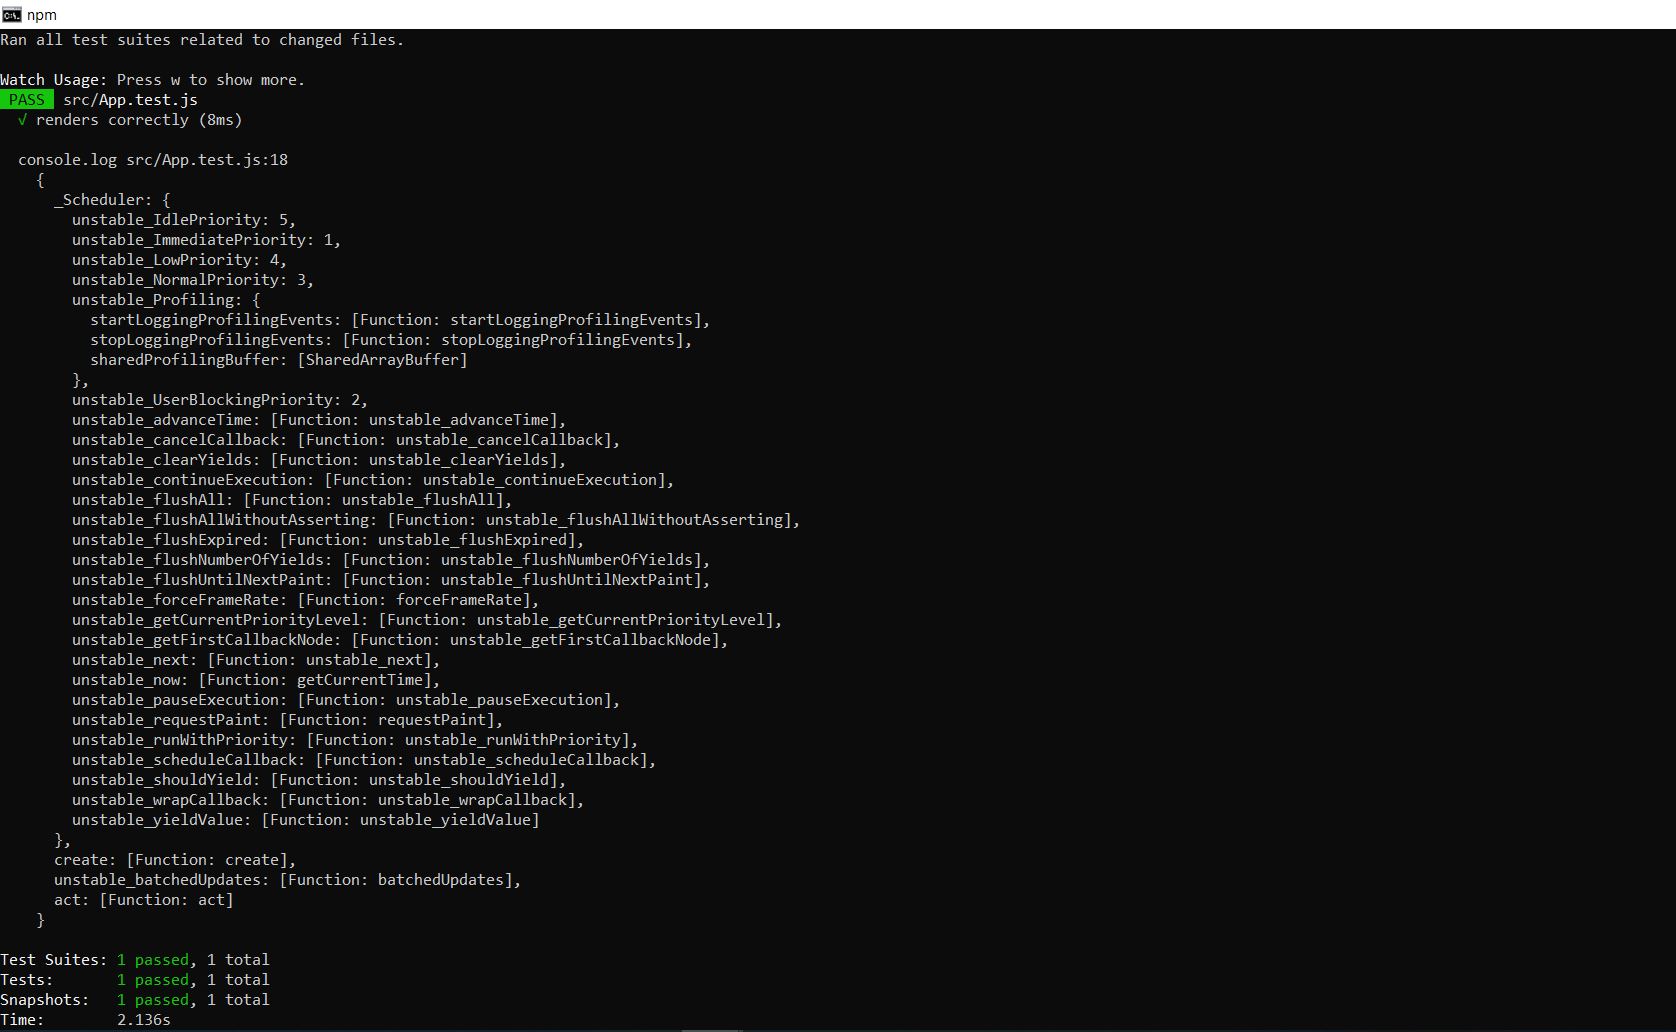 npm
Ran all test suites related to changed files.
Watch Usage: Press w to show more.
PASS src/App.test.js
√ renders correctly (8ms)
console.log src/App.test.js:18
{
_Scheduler: {
unstable_IdlePriority: 5,
unstable_ImmediatePriority: 1,
unstable_LowPriority: 4,
unstable_NormalPriority: 3,
unstable_Profiling: {
startLoggingProfilingEvents: [Function: startLoggingProfilingEvents],
stopLoggingProfilingEvents: [Function: stopLoggingProfilingEvents],
sharedProfilingBuffer: [SharedArrayBuffer]
},
unstable_UserBlockingPriority: 2,
unstable_advanceTime: [Function: unstable_advanceTime],
unstable_cancelCallback: [Function: unstable_cancelCallback],
unstable_clearYields: [Function: unstable_clearYields],
unstable_continueExecution: [Function: unstable_continueExecution],
unstable_flushAll: [Function: unstable_flushAll],
unstable_flushAllWithoutAsserting: [Function: unstable_flushAllWithoutAsserting],
unstable_flushExpired: [Function: unstable_flushExpired],
unstable_flushNumberOfYields: [Function: unstable_flushNumberOfYields],
unstable_flushUntilNextPaint: [Function: unstable_flushUntilNextPaint],
unstable_forceFrameRate: [Function: forceFrameRate],
unstable_getCurrentPriorityLevel: [Function: unstable_getCurrentPriorityLevel],
unstable_getFirstCallbackNode: [Function: unstable_getFirstCallbackNode],
unstable_next: [Function: unstable_next],
unstable_now: [Function: getCurrentTime],
unstable_pauseExecution: [Function: unstable_pauseExecution],
unstable_requestPaint: [Function: requestPaint],
unstable_runWithPriority: [Function: unstable_runWithPriority],
unstable_scheduleCallback: [Function: unstable_scheduleCallback],
unstable_shouldYield: [Function: unstable_shouldYield],
unstable_wrapCallback: [Function: unstable_wrapCallback],
unstable_yieldValue: [Function: unstable_yieldValue]
},
create: [Function: create],
unstable_batchedUpdates: [Function: batchedUpdates],
act: [Function: act]
}
Test Suites: 1 passed, 1 total
Tests: 1 passed, 1 total
Snapshots: 1 passed, 1 total
Time: 2.136s